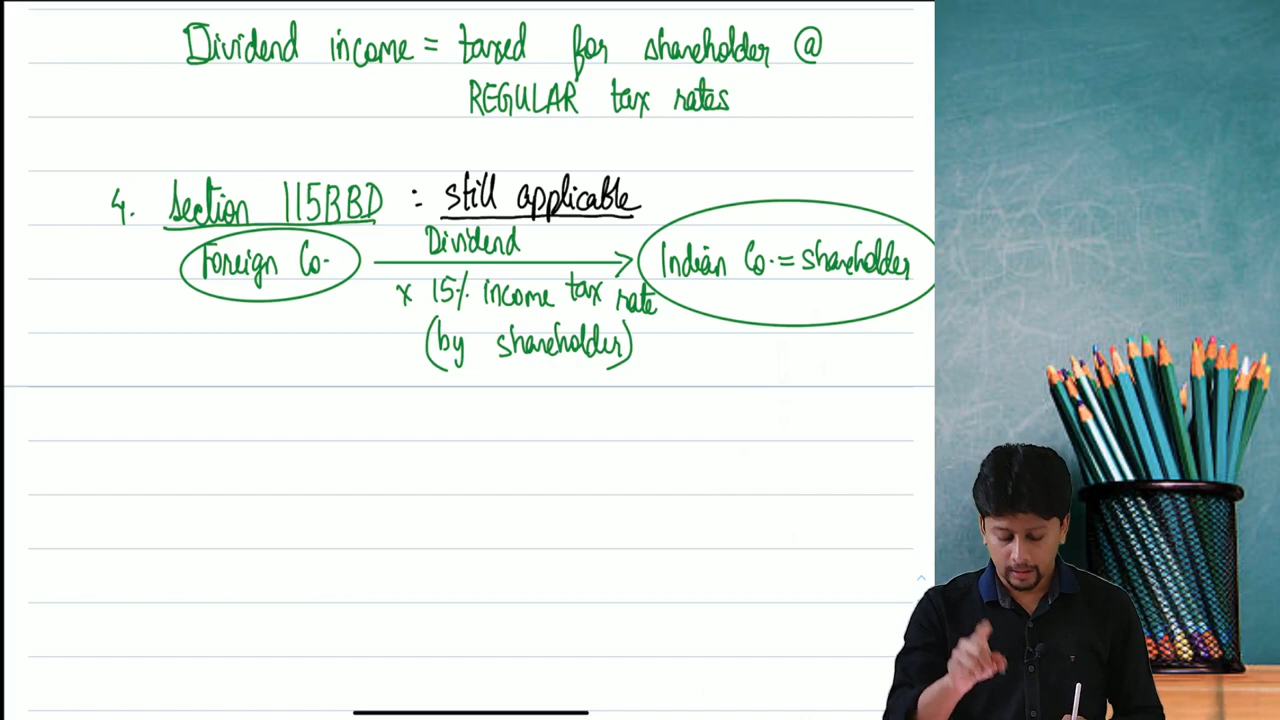 Dividend income = taxed for shareholder @
REGULAR tax rates
4. Section 115BBD : still applicable
Foreign Co. Dividend Indian Co. = shareholder
x 15% income tax rate
(by shareholder)